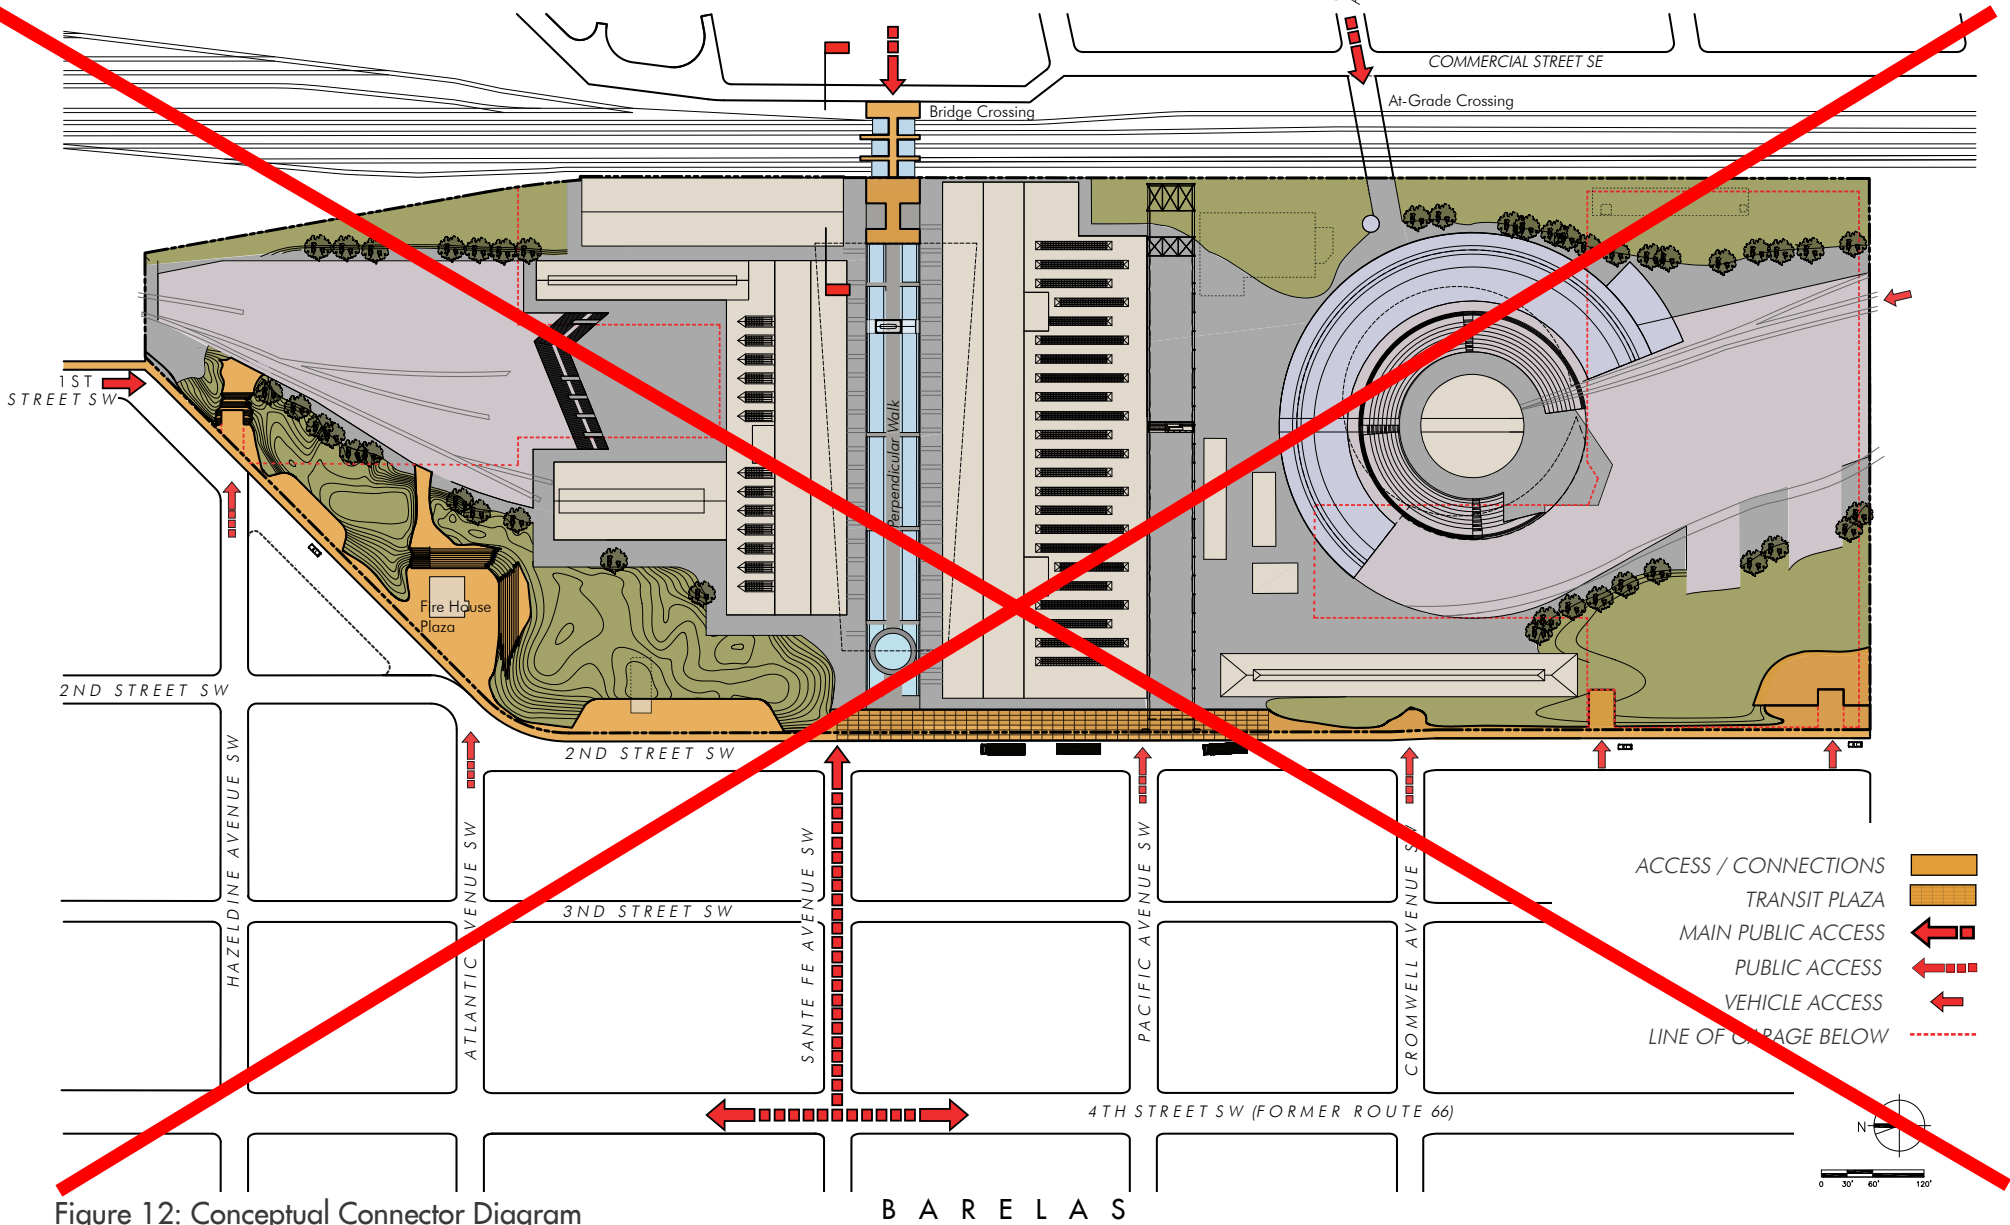 COMMERCIAL STREET SE
At-Grade Crossing
Bridge Crossing
1ST
STREET SW
Perpendicular Walk
Fire House
Plaza
2ND STREET SW
2ND STREET SW
HAZELDINE AVENUE SW
ATLANTIC AVENUE SW
SANTE FE AVENUE SW
PACIFIC AVENUE SW
CROMWELL AVENUE SW
3ND STREET SW
4TH STREET SW (FORMER ROUTE 66)
ACCESS / CONNECTIONS
TRANSIT PLAZA
MAIN PUBLIC ACCESS
PUBLIC ACCESS
VEHICLE ACCESS
LINE OF GARAGE BELOW
N
0 30' 60' 120'
BARELAS
Figure 12: Conceptual Connector Diagram